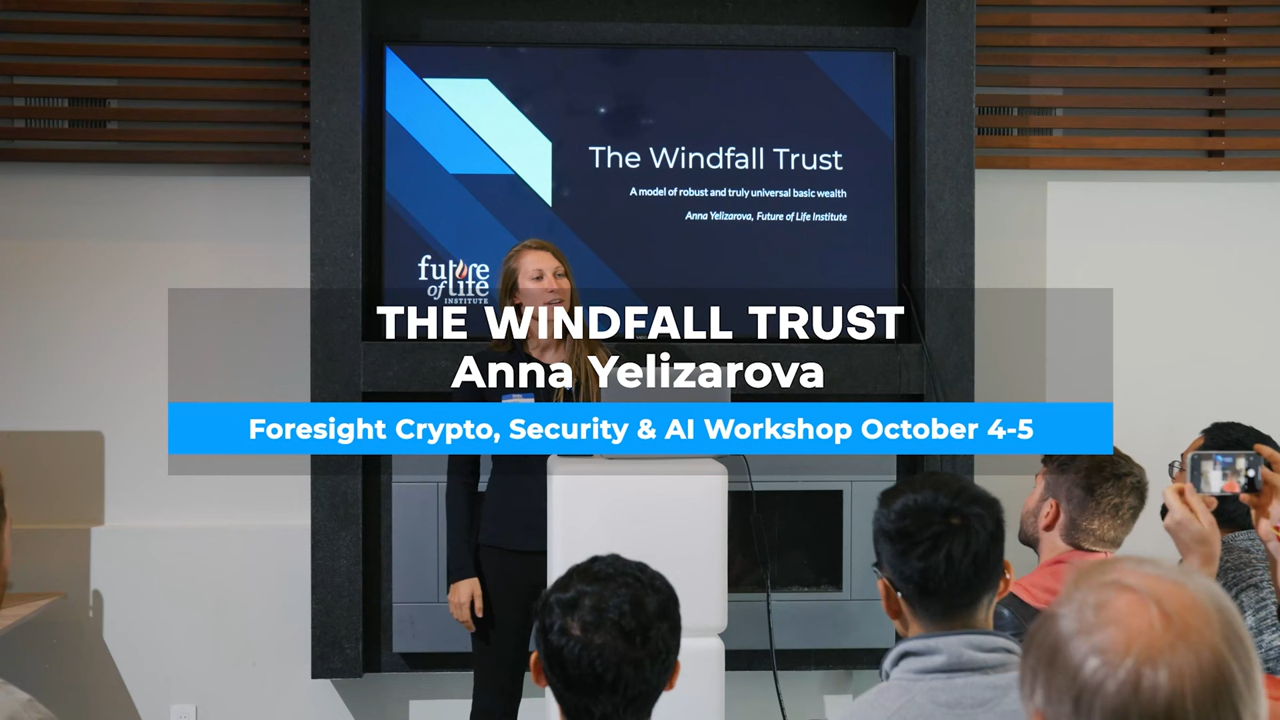 The Windfall Trust
A model of robust and truly universal basic wealth
Anna Yelizarova, Future of Life Institute
future
of life
INSTITUTE
THE WINDFALL TRUST
Anna Yelizarova
Foresight Crypto, Security & AI Workshop October 4-5